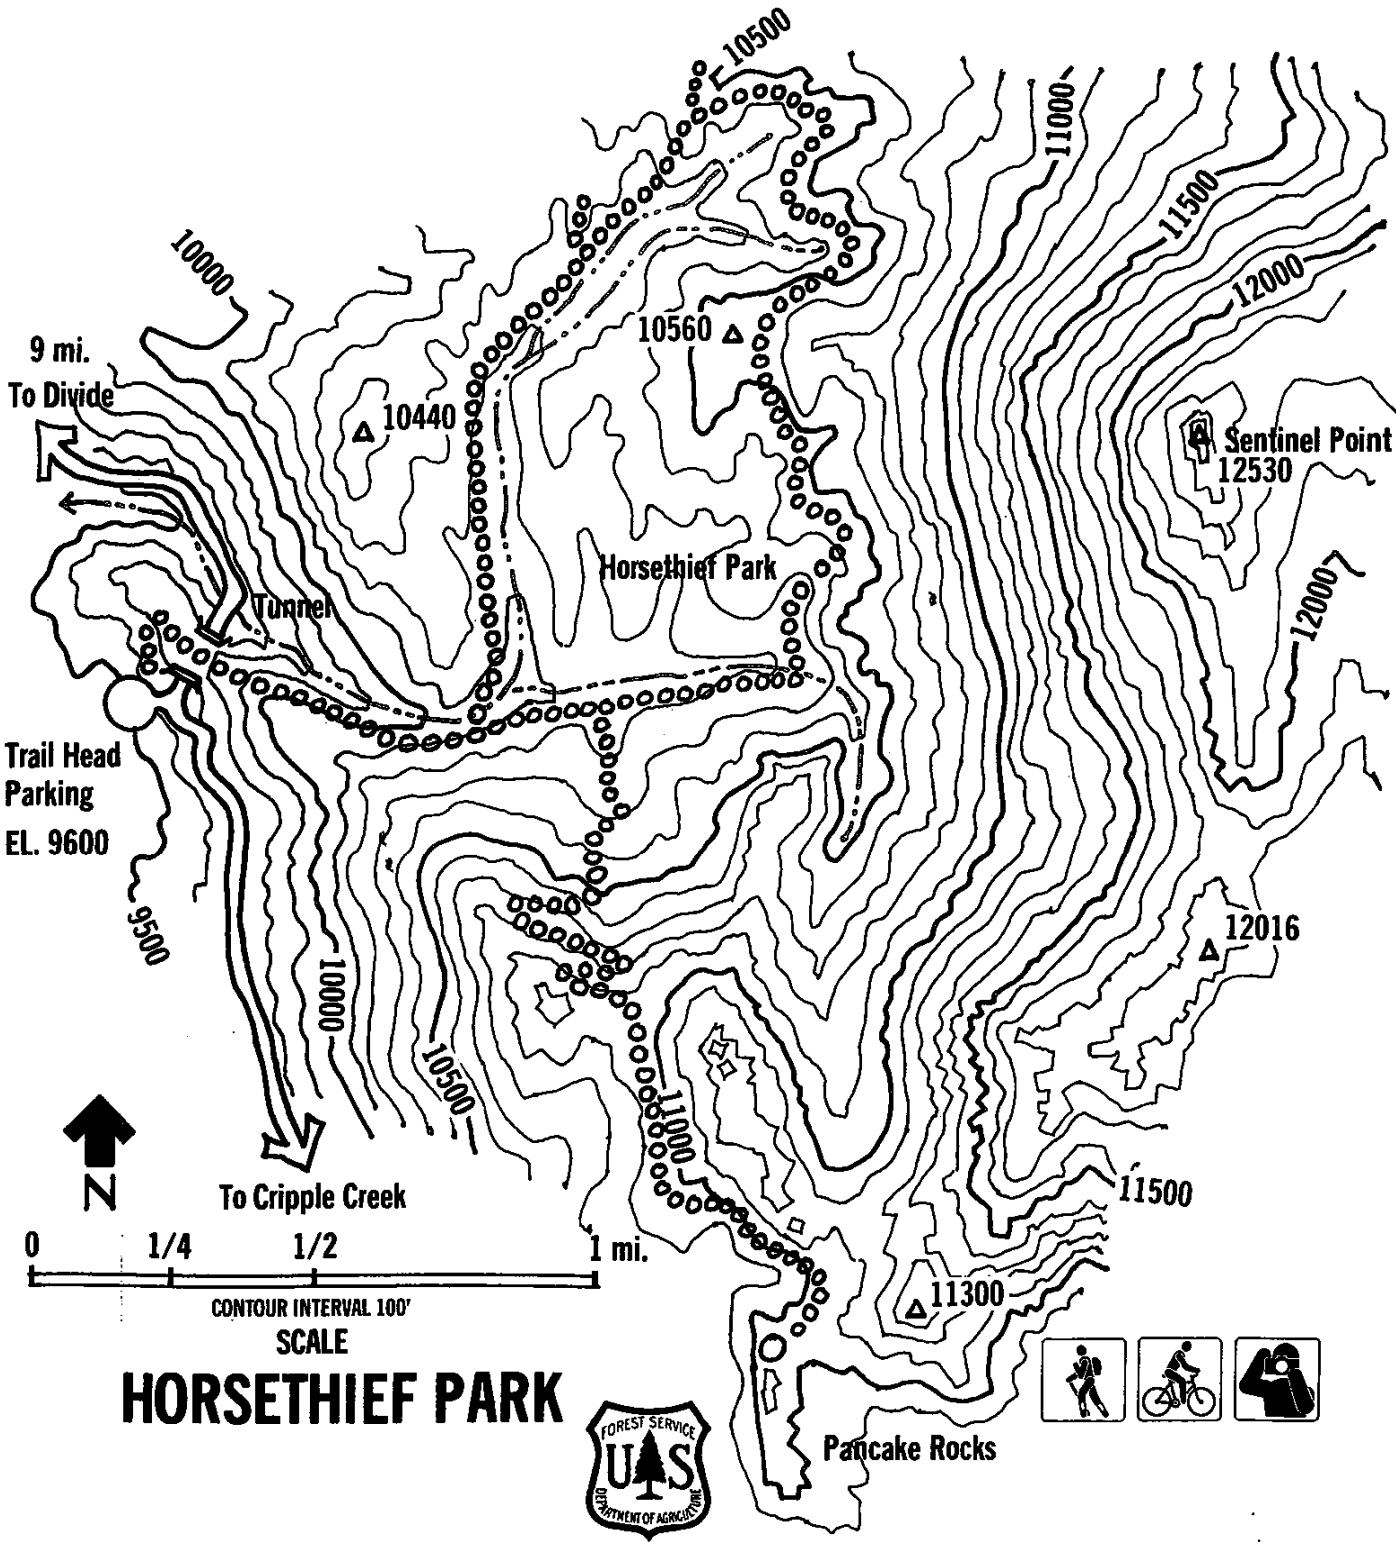 10500
11000
11500
10000
12000
10560
9 mi.
To Divide
10440
Sentinel Point
12530
Horsethief Park
12000
Tunnel
Trail Head
Parking
EL. 9600
9500
12016
10000
10500
11000
11500
N
To Cripple Creek
0 1/4 1/2 1 mi.
CONTOUR INTERVAL 100'
SCALE
11300
HORSETHIEF PARK
FOREST SERVICE
U S
DEPARTMENT OF AGRICULTURE
Pancake Rocks